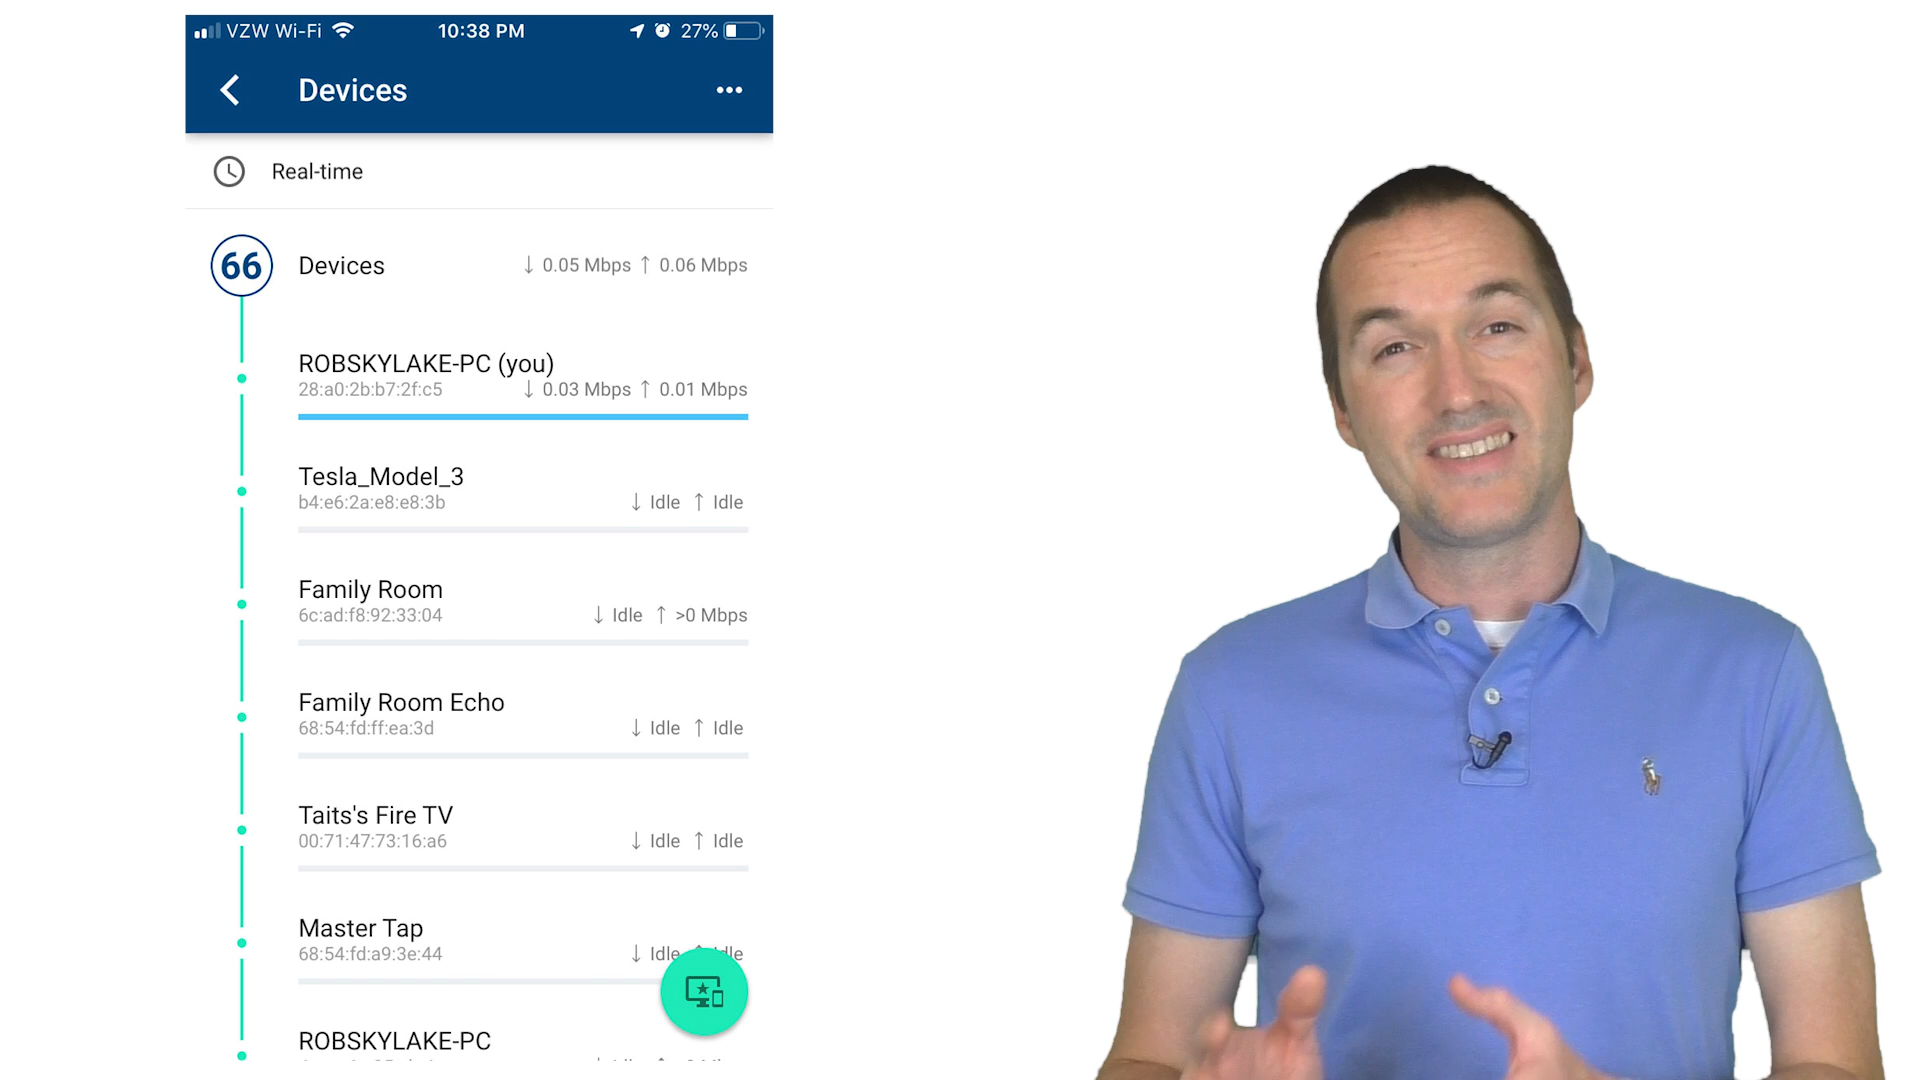 VZW Wi-Fi 10:38 PM 27%
Devices
Real-time
66 Devices ↓ 0.05 Mbps ↑ 0.06 Mbps
ROBSKYLAKE-PC (you)
28:a0:2b:b7:2f:c5 ↓ 0.03 Mbps ↑ 0.01 Mbps
Tesla_Model_3
b4:e6:2a:e8:e8:3b ↓ Idle ↑ Idle
Family Room
6c:ad:f8:92:33:04 ↓ Idle ↑ >0 Mbps
Family Room Echo
68:54:fd:ff:ea:3d ↓ Idle ↑ Idle
Taits's Fire TV
00:71:47:73:16:a6 ↓ Idle ↑ Idle
Master Tap
68:54:fd:a9:3e:44 ↓ Idle
ROBSKYLAKE-PC